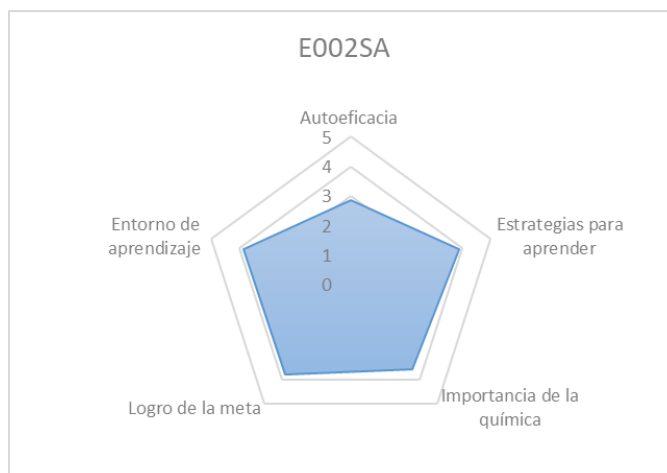 E002SA
Autoeficacia
5
4
3
2
1
0
Entorno de
aprendizaje
Estrategias para
aprender
Logro de la meta
Importancia de la
química